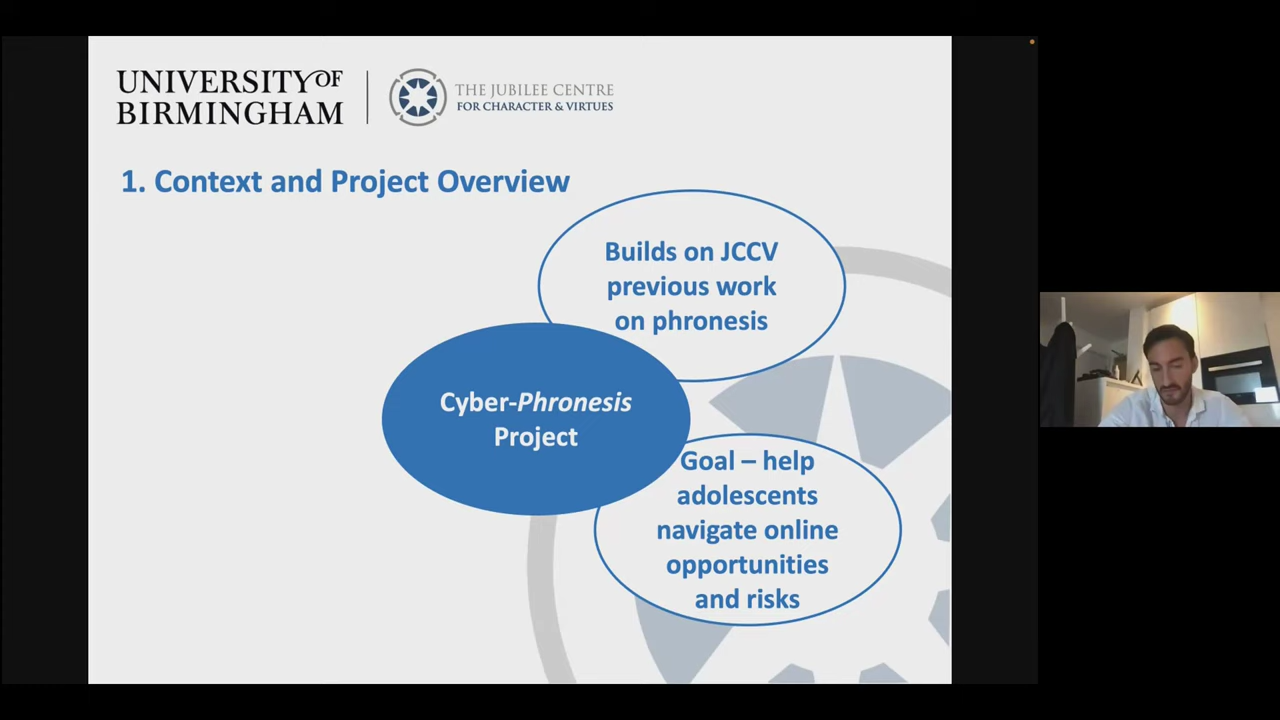 UNIVERSITY OF
BIRMINGHAM
THE JUBILEE CENTRE
FOR CHARACTER & VIRTUES
1. Context and Project Overview
Builds on JCCV
previous work
on phronesis
Cyber-Phronesis
Project
Goal – help
adolescents
navigate online
opportunities
and risks